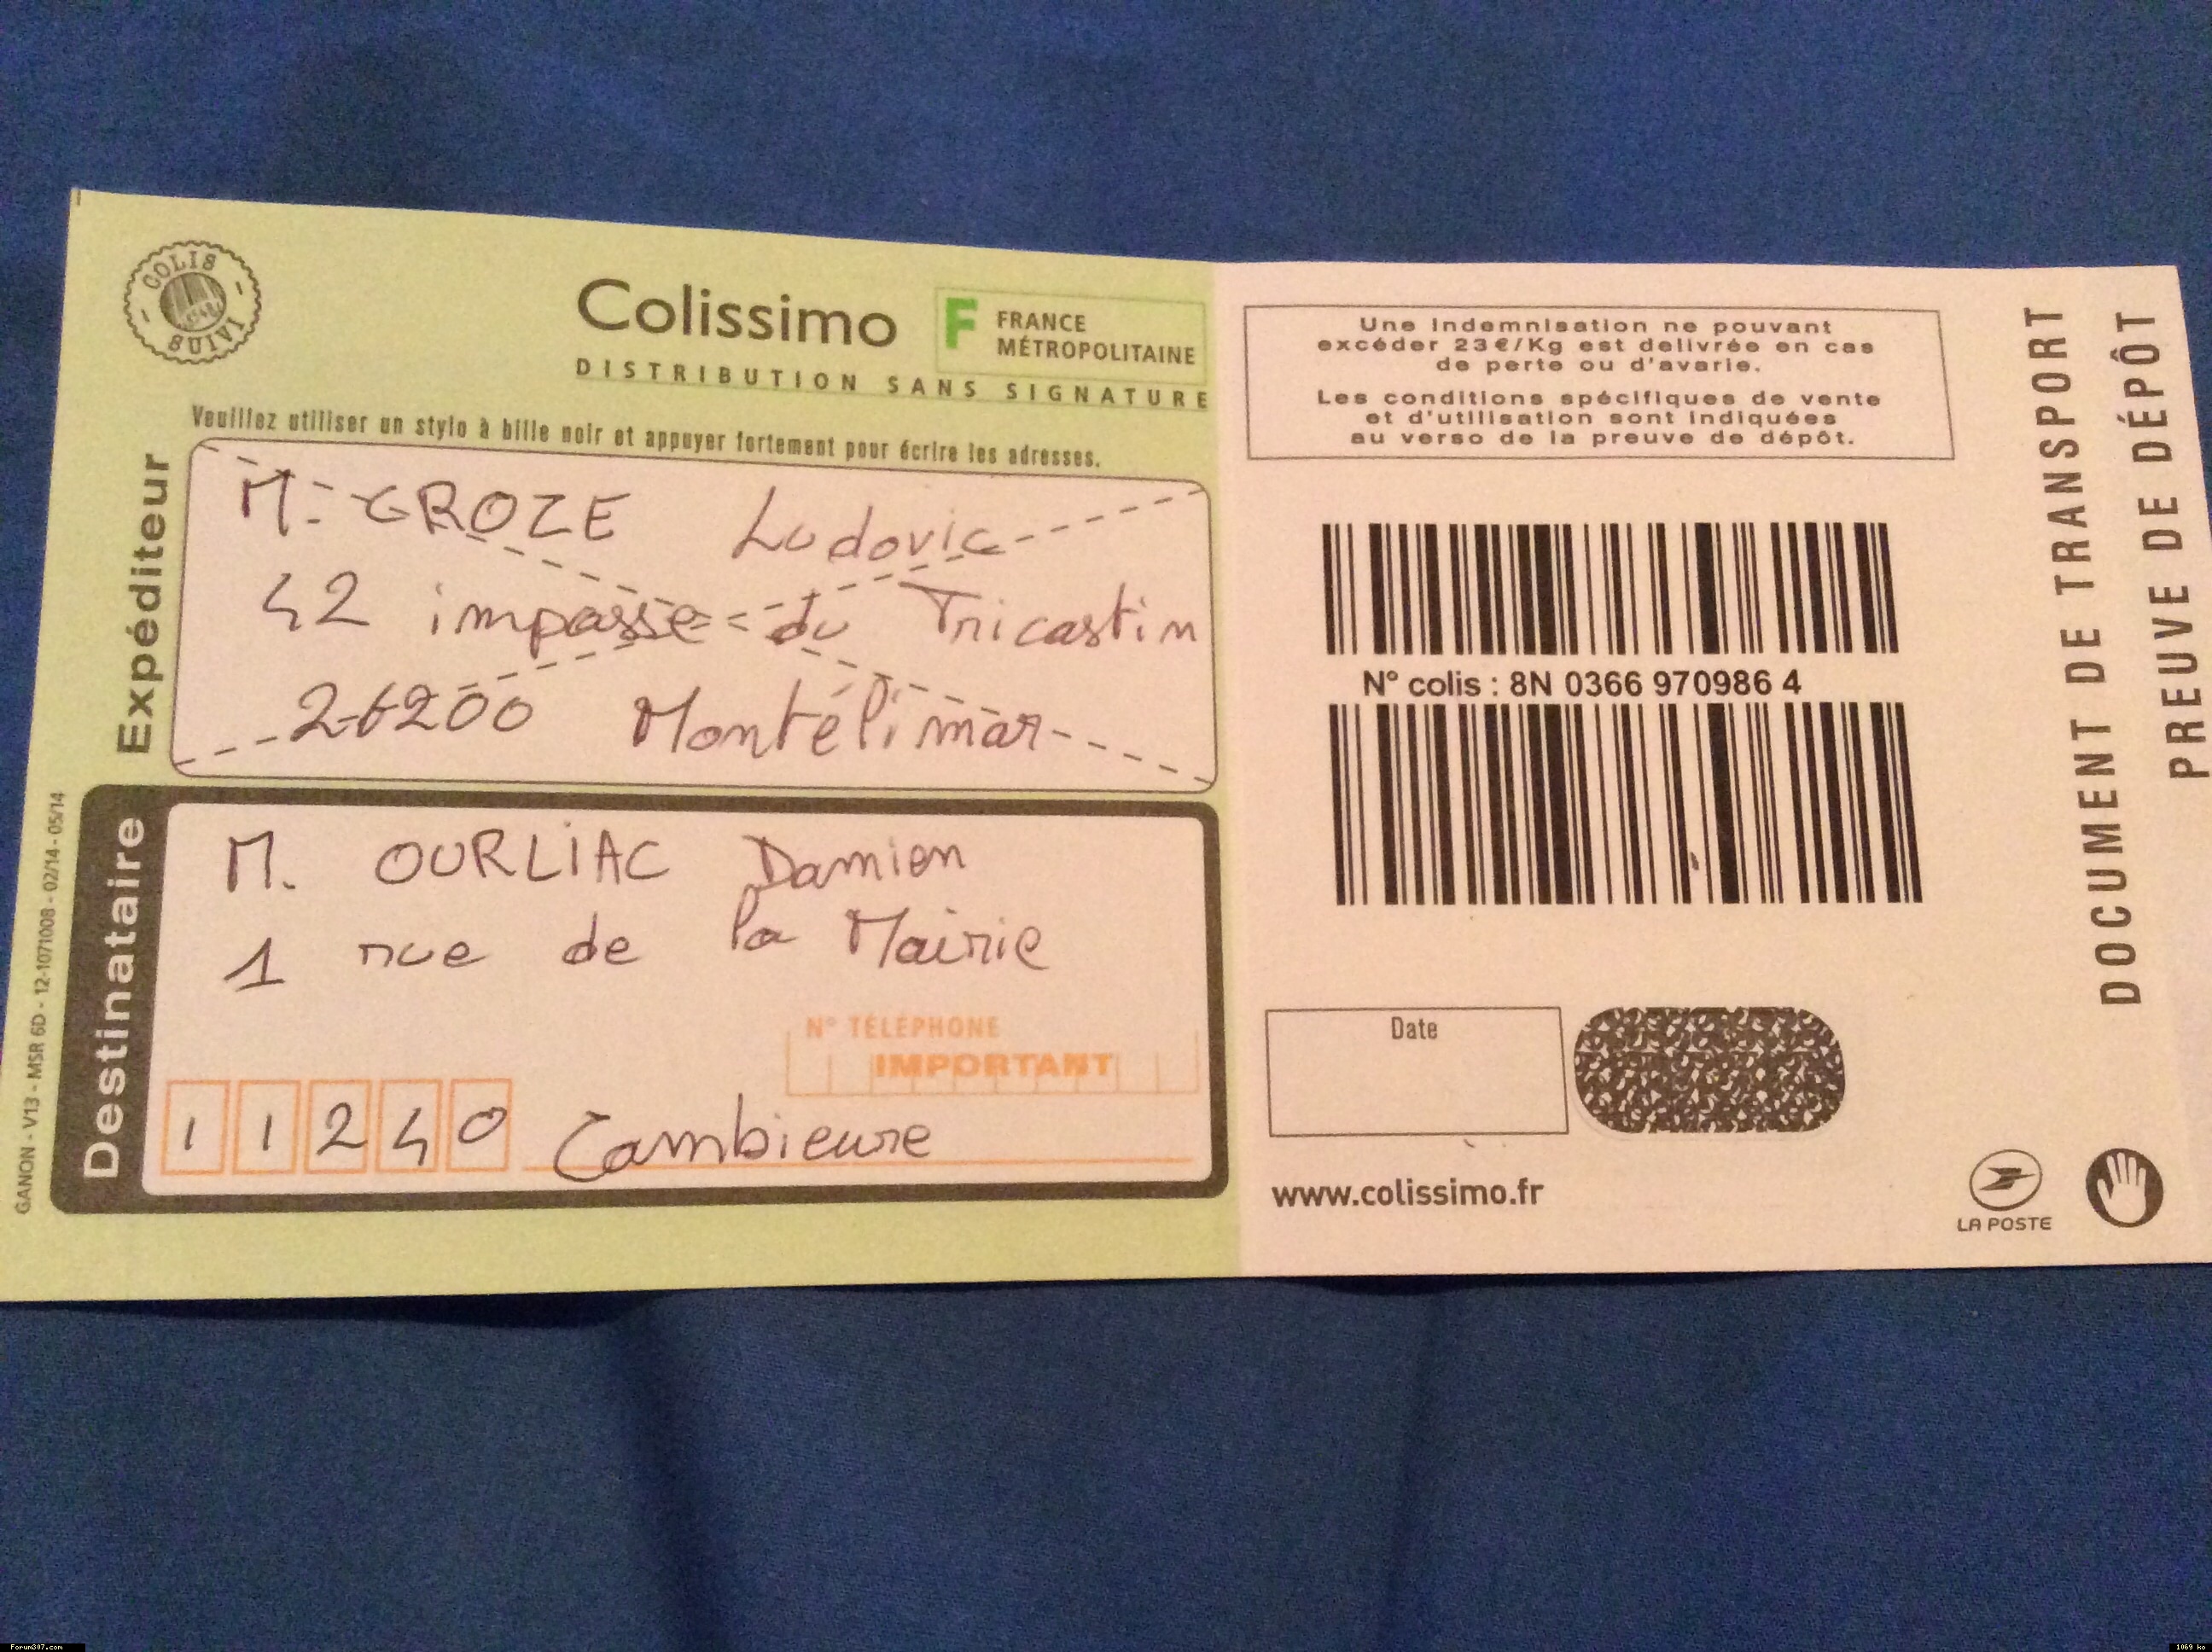 COLIS
SUIVI
Colissimo
F FRANCE
MÉTROPOLITAINE
DISTRIBUTION SANS SIGNATURE
Veuillez utiliser un stylo à bille noir et appuyer fortement pour écrire les adresses.
Expéditeur
M. GROZE Ludovic
42 impasse du Tricastin
26200 Montélimar
Destinataire
M. OURLIAC Damien
1 rue de la Mairie
N° TÉLÉPHONE
IMPORTANT
11240 Cambieure
GANON - V13 - MSR 6D - 12-1071008 - 02/14 - 05/14
Une indemnisation ne pouvant
excéder 23€/Kg est delivrée en cas
de perte ou d'avarie.
Les conditions spécifiques de vente
et d'utilisation sont indiquées
au verso de la preuve de dépôt.
N° colis : 8N 0366 970986 4
Date
www.colissimo.fr
LA POSTE
DOCUMENT DE TRANSPORT
PREUVE DE DÉPÔT
Forum307.com
1069 ko